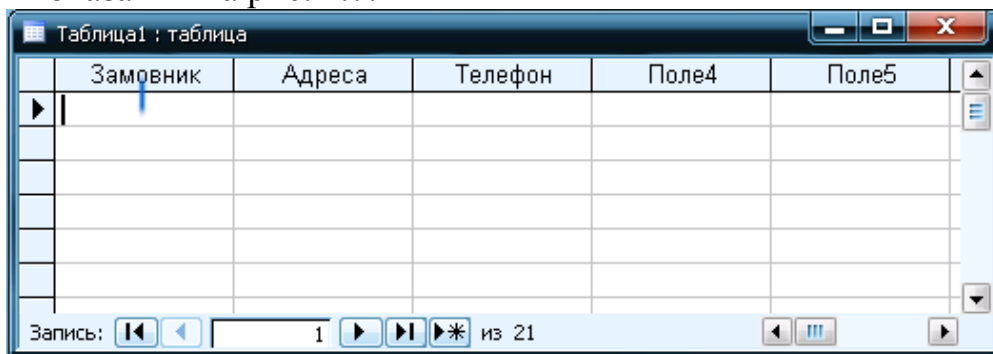 Таблица1 : таблица
Замовник Адреса Телефон Поле4 Поле5
Запись: 1 из 21